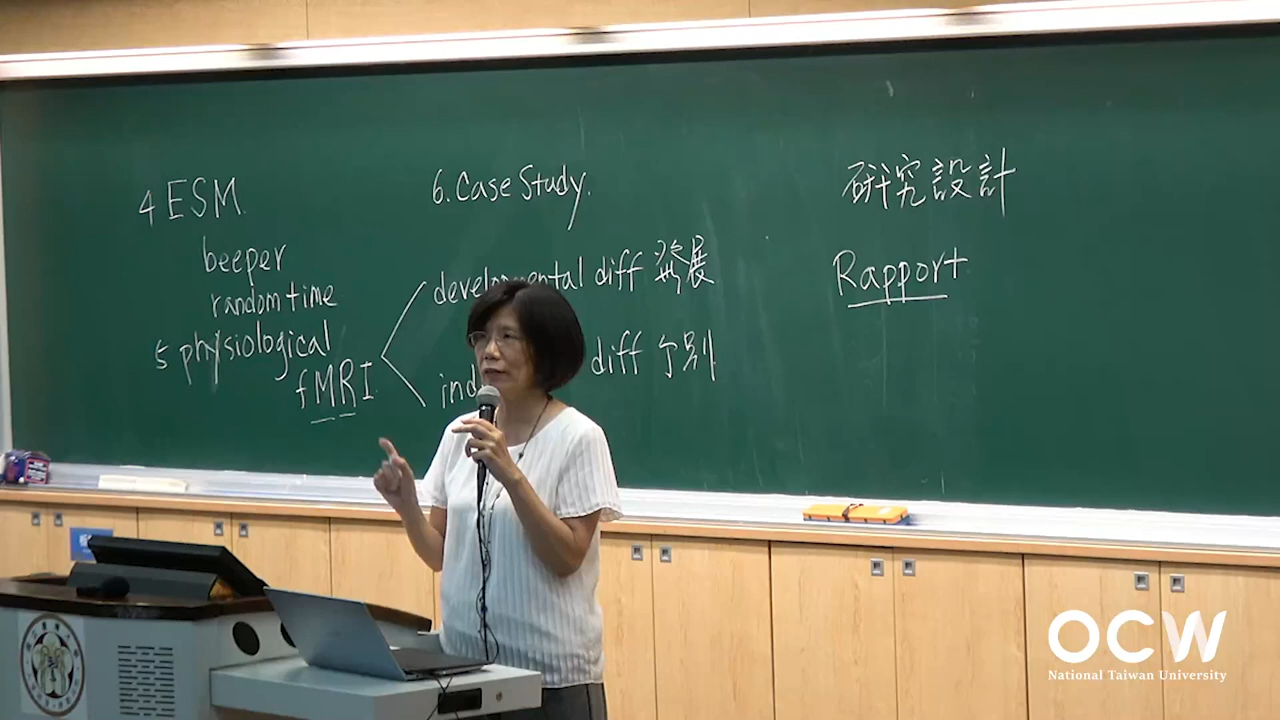 4 ESM
beeper
random time
5 physiological
fMRI
6. Case Study.
developmental diff 發展
ind diff 个別
研究設計
Rapport
OCW
National Taiwan University